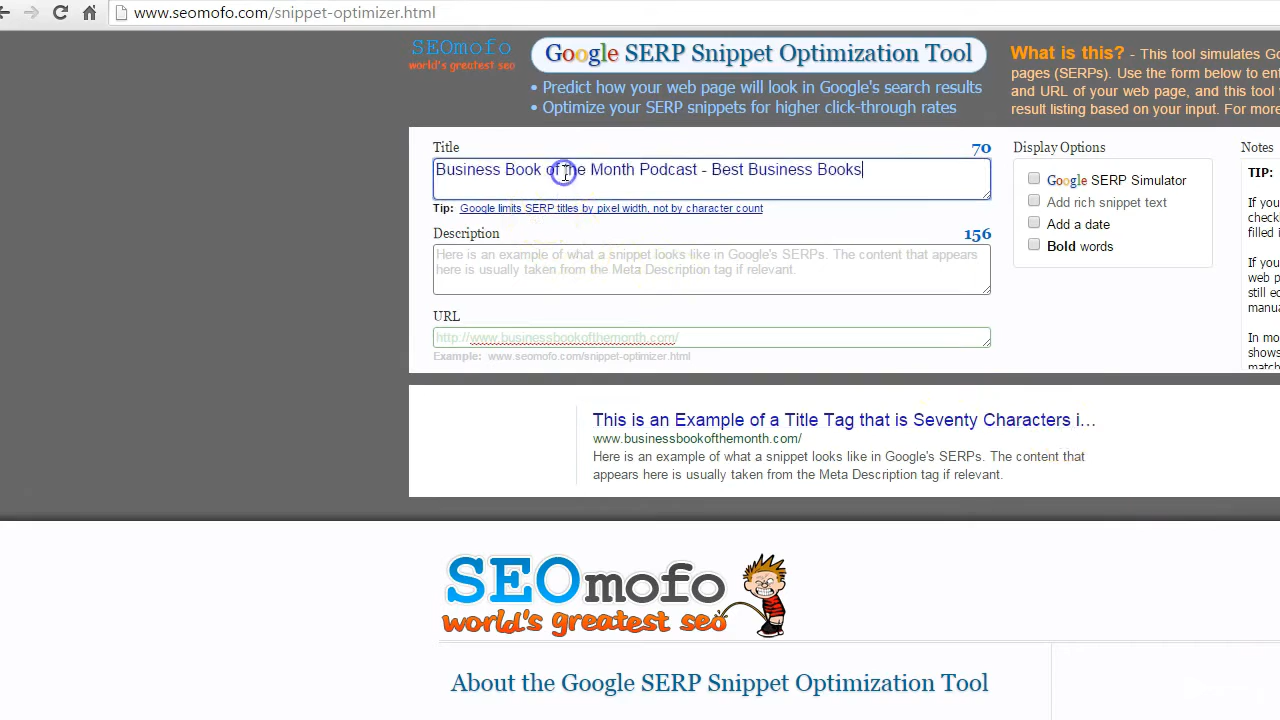 www.seomofo.com/snippet-optimizer.html
SEOmofo
world's greatest seo
Google SERP Snippet Optimization Tool
• Predict how your web page will look in Google's search results
• Optimize your SERP snippets for higher click-through rates
What is this? - This tool simulates Go
pages (SERPs). Use the form below to ent
and URL of your web page, and this tool w
result listing based on your input. For more
Title 70
Business Book of the Month Podcast - Best Business Books
Tip: Google limits SERP titles by pixel width, not by character count
Description 156
Here is an example of what a snippet looks like in Google's SERPs. The content that appears
here is usually taken from the Meta Description tag if relevant.
URL
http://www.businessbookofthemonth.com/
Example: www.seomofo.com/snippet-optimizer.html
Display Options
Google SERP Simulator
Add rich snippet text
Add a date
Bold words
Notes
TIP:
If you
checki
filled i
If you
web p
still e
manua
In mo
shows
match
This is an Example of a Title Tag that is Seventy Characters i...
www.businessbookofthemonth.com/
Here is an example of what a snippet looks like in Google's SERPs. The content that
appears here is usually taken from the Meta Description tag if relevant.
SEOmofo
world's greatest seo
About the Google SERP Snippet Optimization Tool